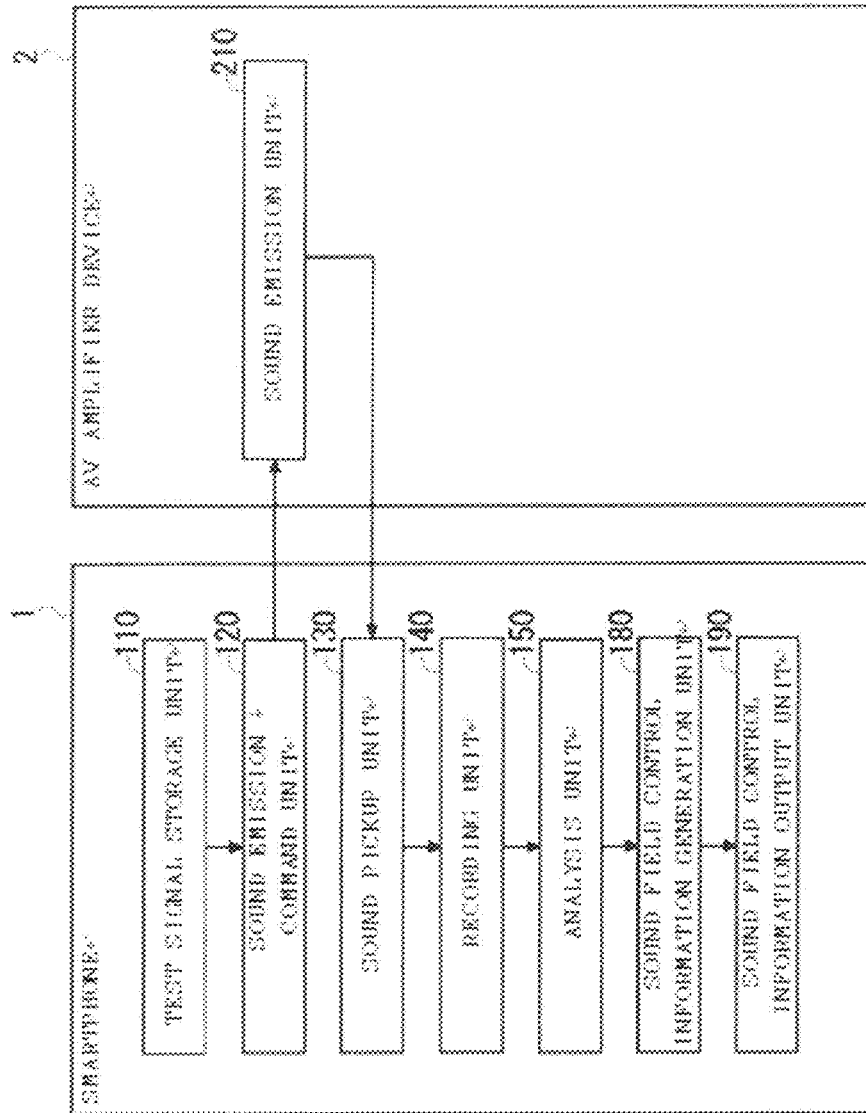 SMARTPHONE
1
TEST SIGNAL STORAGE UNIT
110
SOUND EMISSION
COMMAND UNIT
120
SOUND PICKUP UNIT
130
RECORDING UNIT
140
ANALYSIS UNIT
150
SOUND FIELD CONTROL
INFORMATION GENERATION UNIT
180
SOUND FIELD CONTROL
INFORMATION OUTPUT UNIT
190
AV AMPLIFIER DEVICE
2
SOUND EMISSION UNIT
210